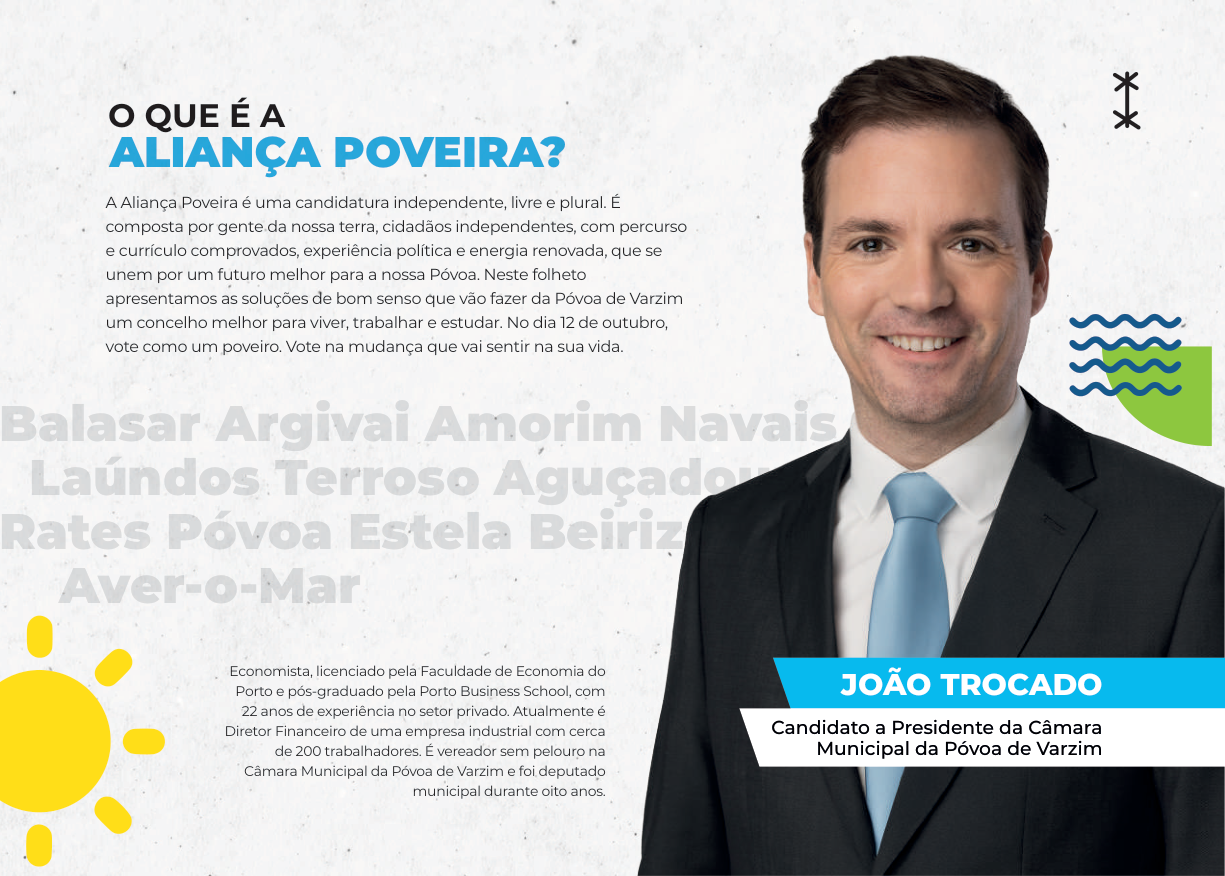 O QUE É A
ALIANÇA POVEIRA?
A Aliança Poveira é uma candidatura independente, livre e plural. É
composta por gente da nossa terra, cidadãos independentes, com percurso
e currículo comprovados, experiência política e energia renovada, que se
unem por um futuro melhor para a nossa Póvoa. Neste folheto
apresentamos as soluções de bom senso que vão fazer da Póvoa de Varzim
um concelho melhor para viver, trabalhar e estudar. No dia 12 de outubro,
vote como um poveiro. Vote na mudança que vai sentir na sua vida.
Balasar Argivai Amorim Navais
Laúndos Terroso Aguçadou
Rates Póvoa Estela Beiriz
Aver-o-Mar
Economista, licenciado pela Faculdade de Economia do
Porto e pós-graduado pela Porto Business School, com
22 anos de experiência no setor privado. Atualmente é
Diretor Financeiro de uma empresa industrial com cerca
de 200 trabalhadores. É vereador sem pelouro na
Câmara Municipal da Póvoa de Varzim e foi deputado
municipal durante oito anos.
JOÃO TROCADO
Candidato a Presidente da Câmara
Municipal da Póvoa de Varzim